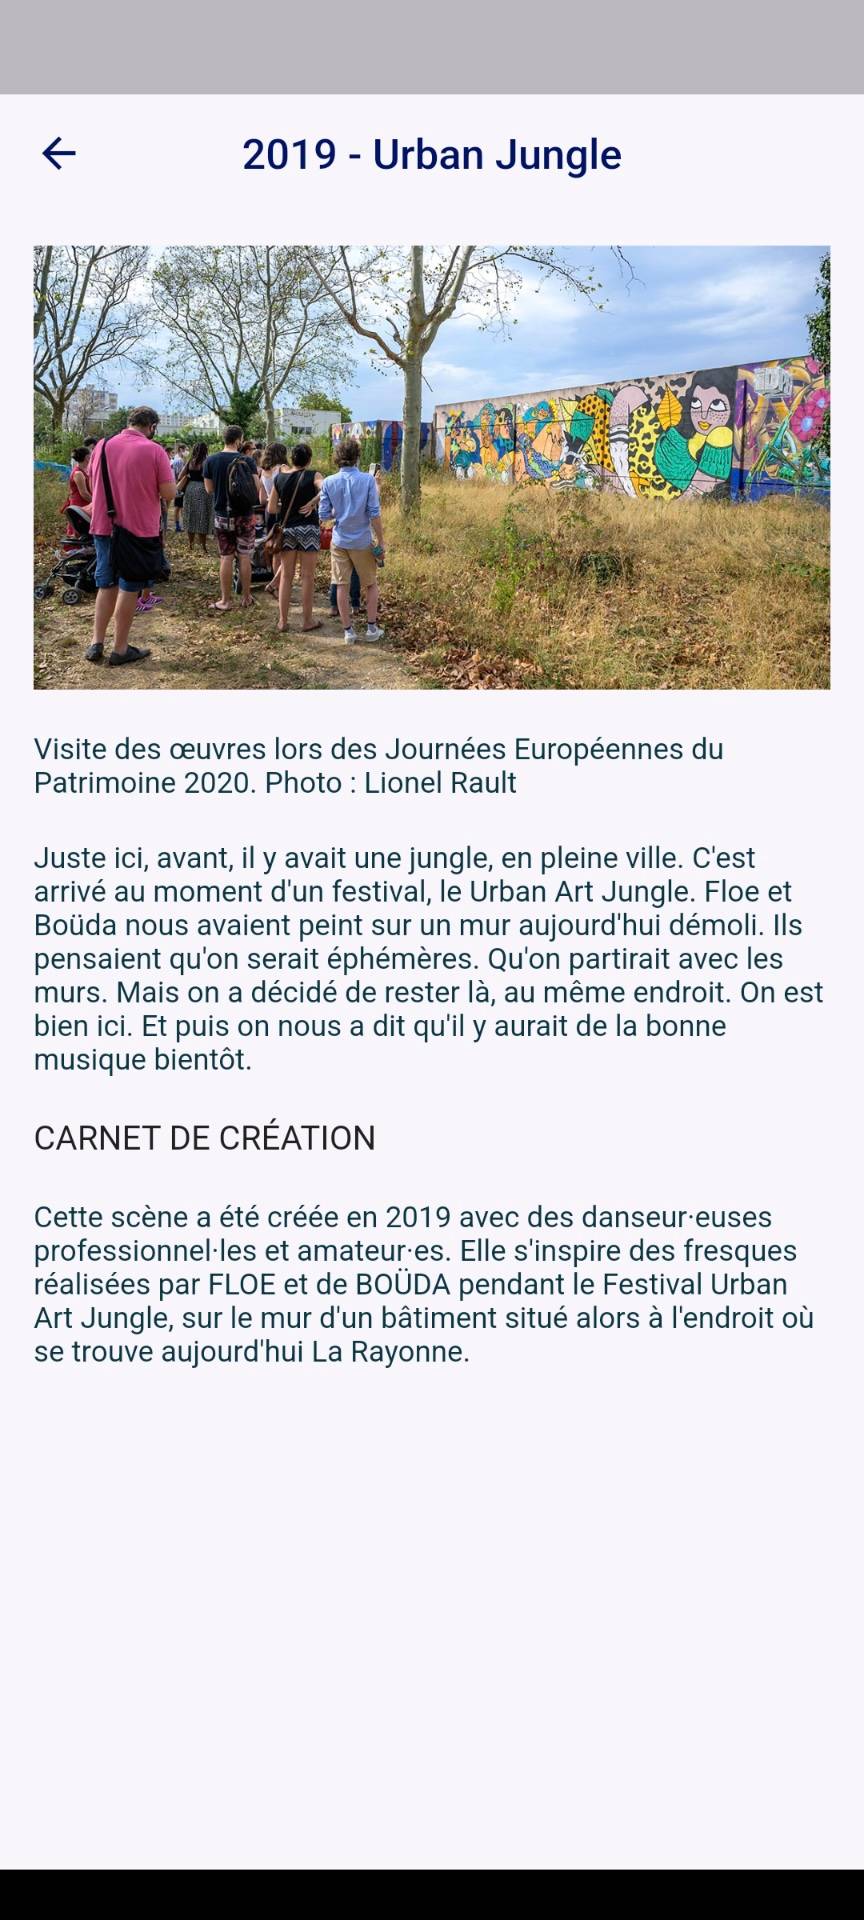 2019 - Urban Jungle
Visite des œuvres lors des Journées Européennes du
Patrimoine 2020. Photo : Lionel Rault
Juste ici, avant, il y avait une jungle, en pleine ville. C'est
arrivé au moment d'un festival, le Urban Art Jungle. Floe et
Boüda nous avaient peint sur un mur aujourd'hui démoli. Ils
pensaient qu'on serait éphémères. Qu'on partirait avec les
murs. Mais on a décidé de rester là, au même endroit. On est
bien ici. Et puis on nous a dit qu'il y aurait de la bonne
musique bientôt.
CARNET DE CRÉATION
Cette scène a été créée en 2019 avec des danseur·euses
professionnel·les et amateur·es. Elle s'inspire des fresques
réalisées par FLOE et de BOÜDA pendant le Festival Urban
Art Jungle, sur le mur d'un bâtiment situé alors à l'endroit où
se trouve aujourd'hui La Rayonne.